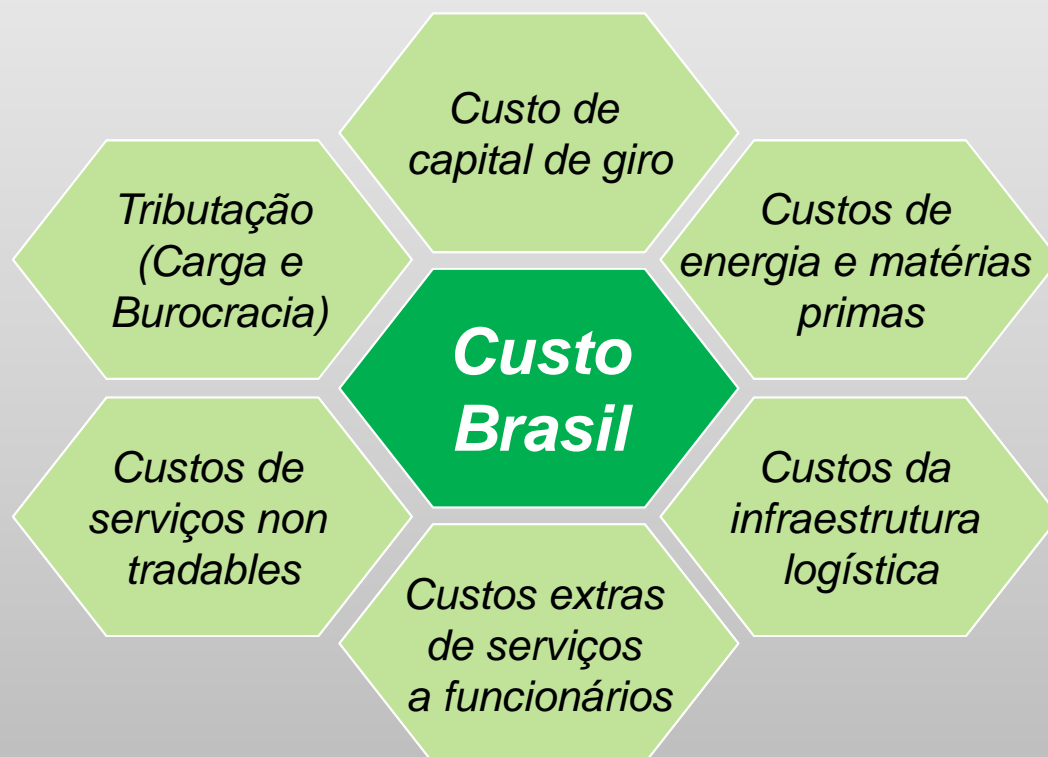 Custo de
capital de giro
Tributação
(Carga e
Burocracia)
Custos de
energia e matérias
primas
Custo
Brasil
Custos de
serviços non
tradables
Custos da
infraestrutura
logística
Custos extras
de serviços
a funcionários